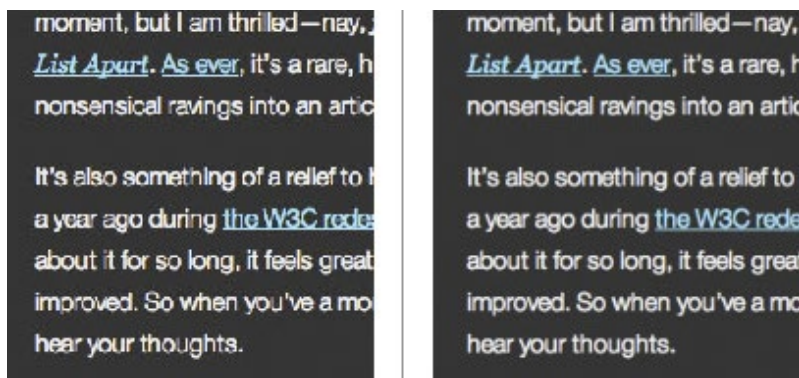 moment, but I am thrilled—nay,
List Apart. As ever, it's a rare, h
nonsensical ravings into an artic
It's also something of a relief to h
a year ago during the W3C rede
about it for so long, it feels great
improved. So when you've a mo
hear your thoughts.
moment, but I am thrilled—nay,
List Apart. As ever, it's a rare, h
nonsensical ravings into an artic
It's also something of a relief to
a year ago during the W3C rede
about it for so long, it feels great
improved. So when you've a mo
hear your thoughts.